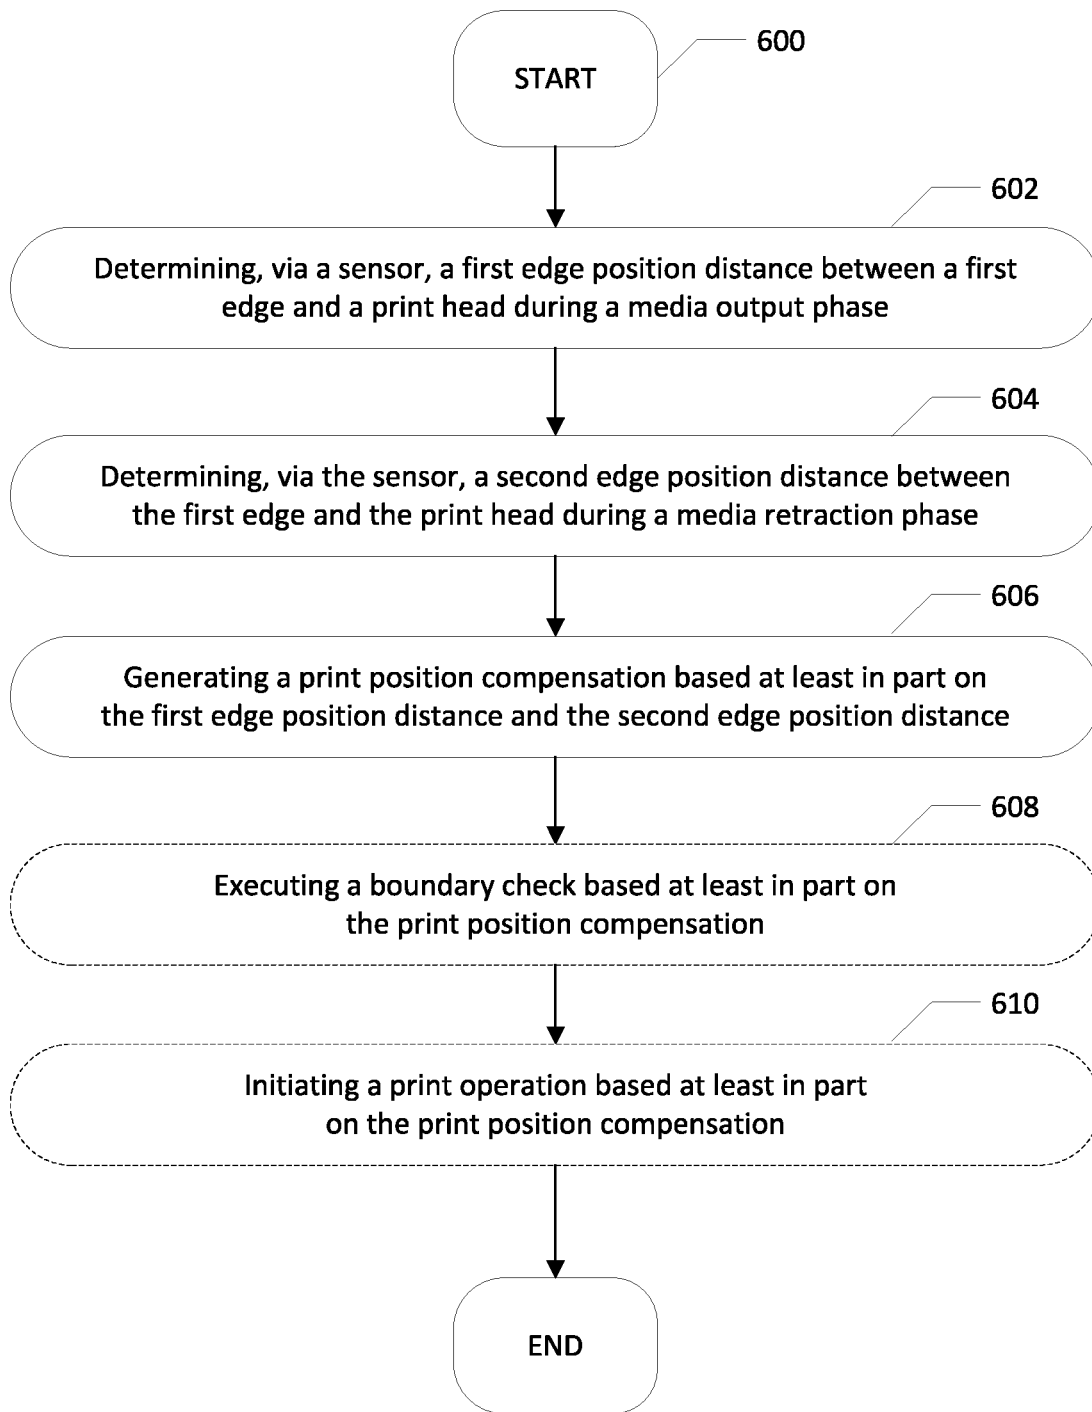 START
600
602
Determining, via a sensor, a first edge position distance between a first
edge and a print head during a media output phase
604
Determining, via the sensor, a second edge position distance between
the first edge and the print head during a media retraction phase
606
Generating a print position compensation based at least in part on
the first edge position distance and the second edge position distance
608
Executing a boundary check based at least in part on
the print position compensation
610
Initiating a print operation based at least in part
on the print position compensation
END